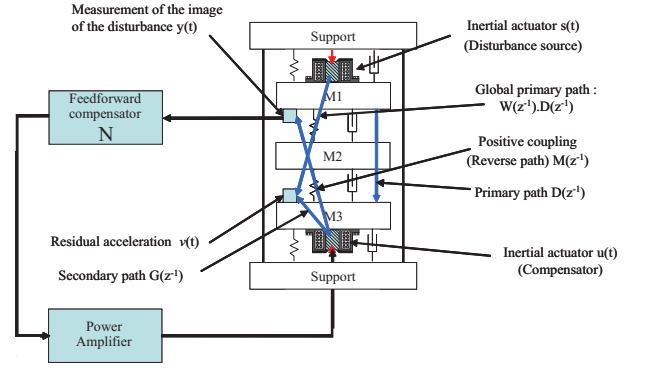 Measurement of the image
of the disturbance y(t)
Support
Inertial actuator s(t)
(Disturbance source)
Feedforward
compensator
N
M1
Global primary path :
W(z⁻¹).D(z⁻¹)
M2
Positive coupling
(Reverse path) M(z⁻¹)
Primary path D(z⁻¹)
M3
Residual acceleration v(t)
Secondary path G(z⁻¹)
Inertial actuator u(t)
(Compensator)
Support
Power
Amplifier